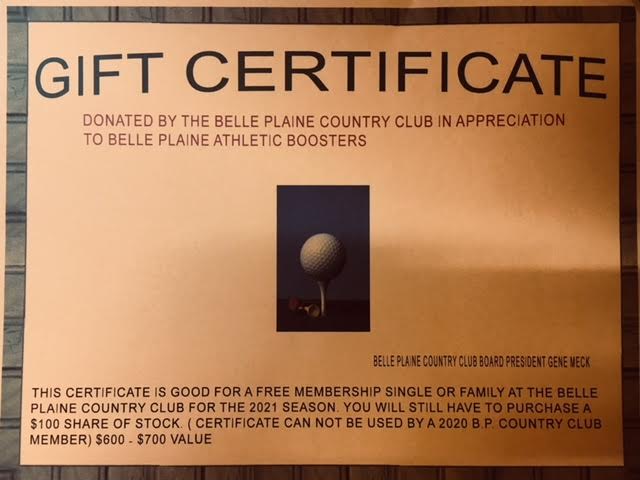 GIFT CERTIFICATE
DONATED BY THE BELLE PLAINE COUNTRY CLUB IN APPRECIATION
TO BELLE PLAINE ATHLETIC BOOSTERS
BELLE PLAINE COUNTRY CLUB BOARD PRESIDENT GENE MECK
THIS CERTIFICATE IS GOOD FOR A FREE MEMBERSHIP SINGLE OR FAMILY AT THE BELLE
PLAINE COUNTRY CLUB FOR THE 2021 SEASON. YOU WILL STILL HAVE TO PURCHASE A
$100 SHARE OF STOCK. ( CERTIFICATE CAN NOT BE USED BY A 2020 B.P. COUNTRY CLUB
MEMBER) $600 - $700 VALUE